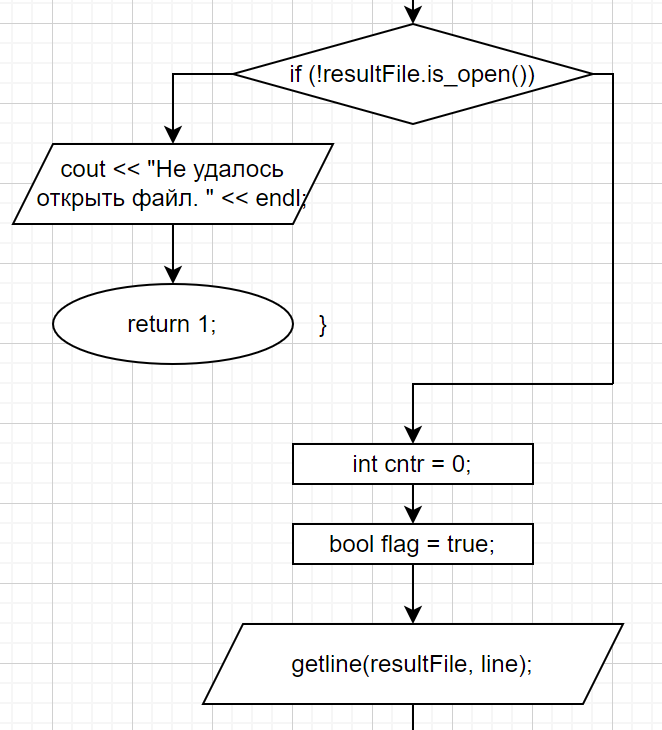 if (!resultFile.is_open())
cout << "Не удалось
открыть файл. " << endl;
return 1;
}
int cntr = 0;
bool flag = true;
getline(resultFile, line);